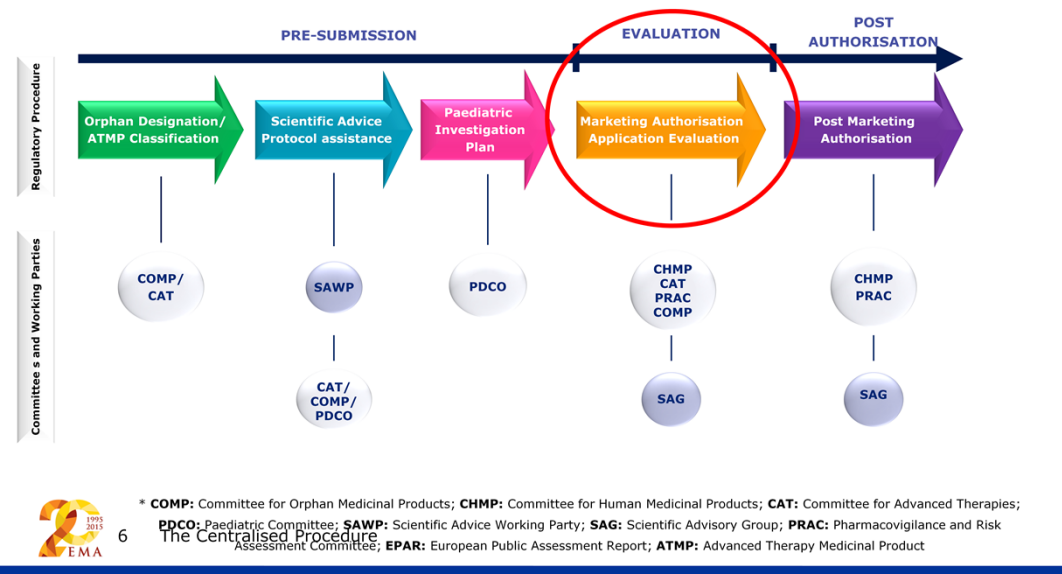 PRE-SUBMISSION
EVALUATION
POST
AUTHORISATION
Regulatory Procedure
Orphan Designation/
ATMP Classification
Scientific Advice
Protocol assistance
Paediatric
Investigation
Plan
Marketing Authorisation
Application Evaluation
Post Marketing
Authorisation
Committee s and Working Parties
COMP/
CAT
SAWP
PDCO
CHMP
CAT
PRAC
COMP
CHMP
PRAC
CAT/
COMP/
PDCO
SAG
SAG
* COMP: Committee for Orphan Medicinal Products; CHMP: Committee for Human Medicinal Products; CAT: Committee for Advanced Therapies;
PDCO: Paediatric Committee; SAWP: Scientific Advice Working Party; SAG: Scientific Advisory Group; PRAC: Pharmacovigilance and Risk
Assessment Committee; EPAR: European Public Assessment Report; ATMP: Advanced Therapy Medicinal Product
1995
2015
EMA
6 The Centralised Procedure